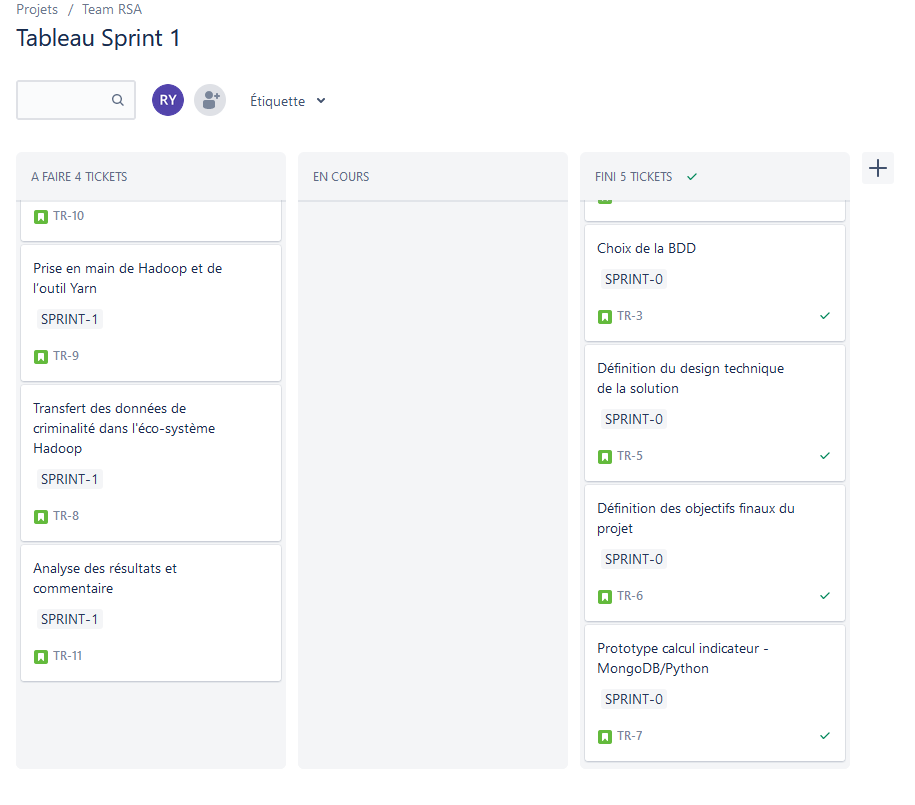 Projets / Team RSA
Tableau Sprint 1
RY
Étiquette
A FAIRE 4 TICKETS
TR-10
Prise en main de Hadoop et de
l'outil Yarn
SPRINT-1
TR-9
Transfert des données de
criminalité dans l'éco-système
Hadoop
SPRINT-1
TR-8
Analyse des résultats et
commentaire
SPRINT-1
TR-11
EN COURS
FINI 5 TICKETS
Choix de la BDD
SPRINT-0
TR-3
Définition du design technique
de la solution
SPRINT-0
TR-5
Définition des objectifs finaux du
projet
SPRINT-0
TR-6
Prototype calcul indicateur -
MongoDB/Python
SPRINT-0
TR-7